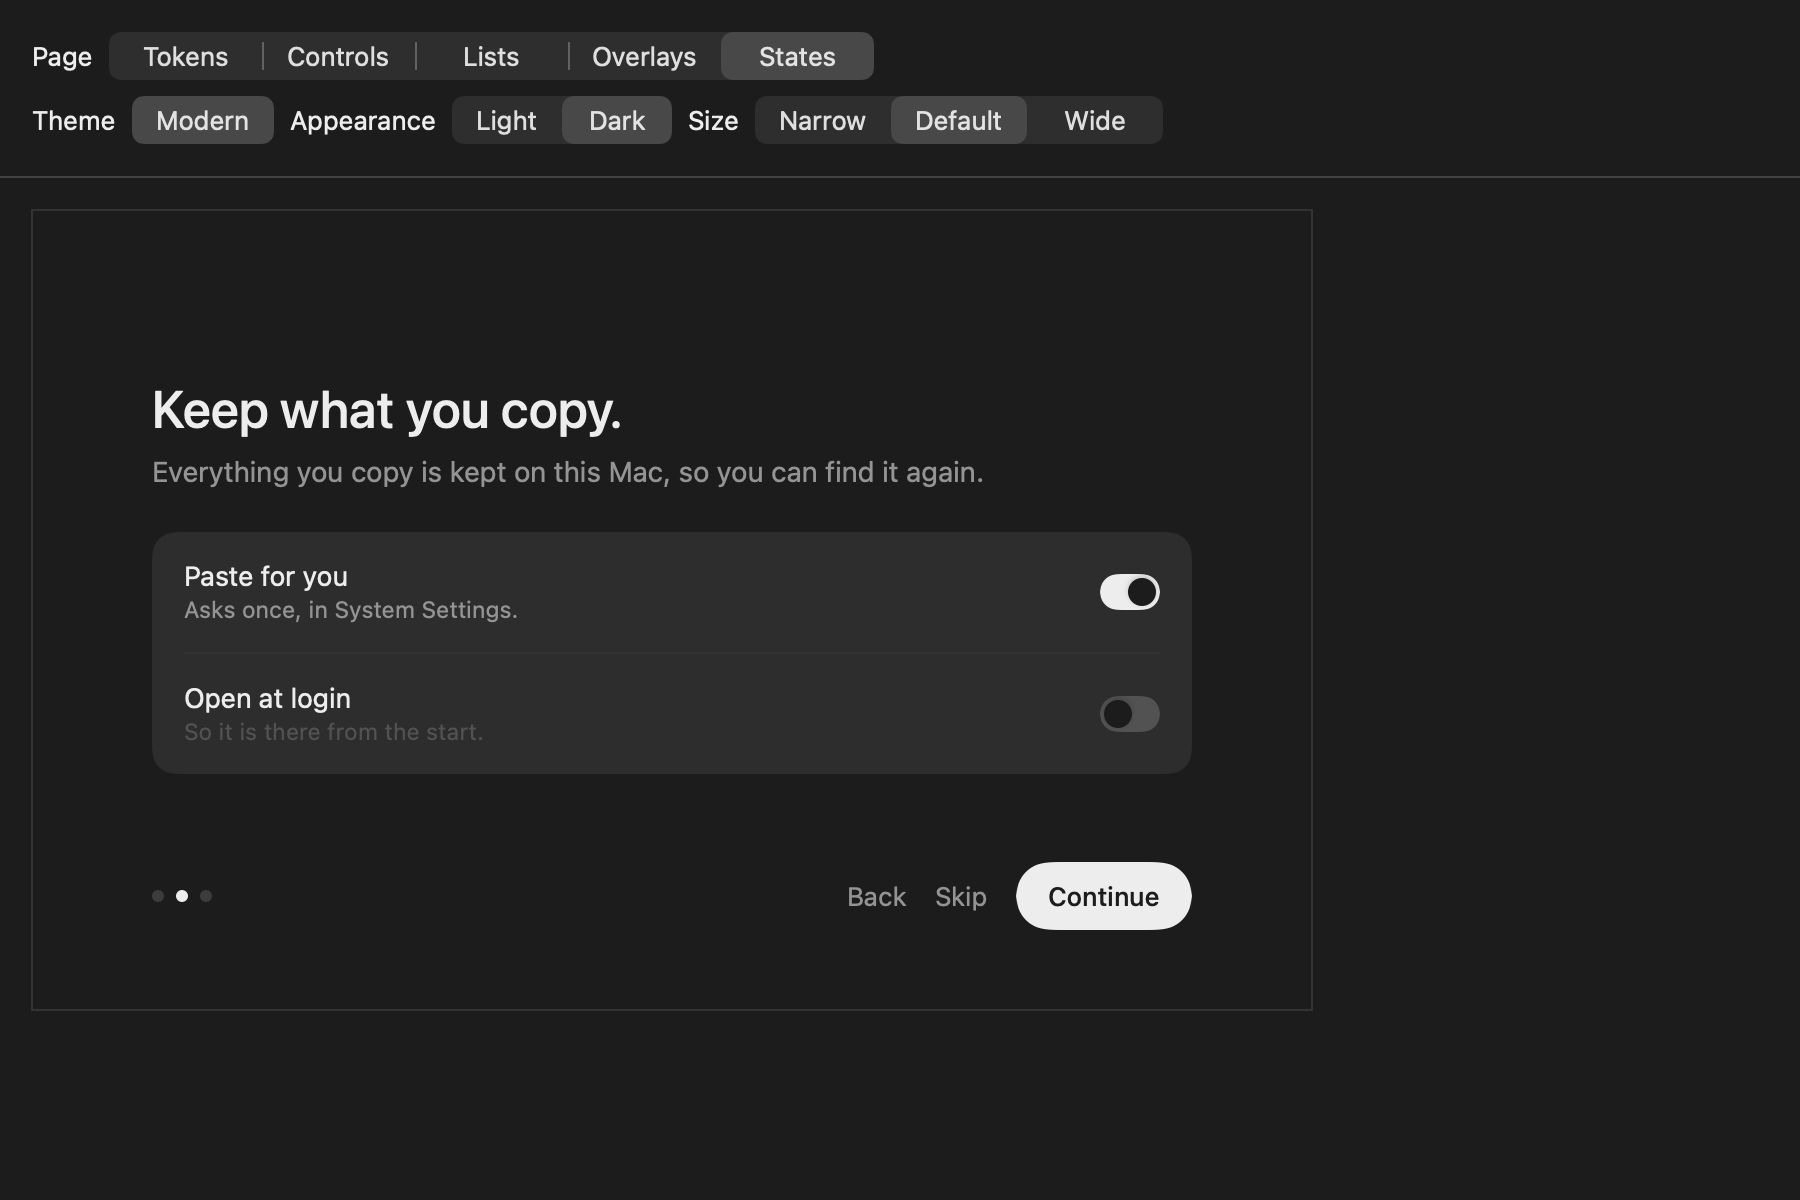 Page Tokens Controls Lists Overlays States
Theme Modern Appearance Light Dark Size Narrow Default Wide
Keep what you copy.
Everything you copy is kept on this Mac, so you can find it again.
Paste for you
Asks once, in System Settings.
Open at login
So it is there from the start.
Back Skip Continue